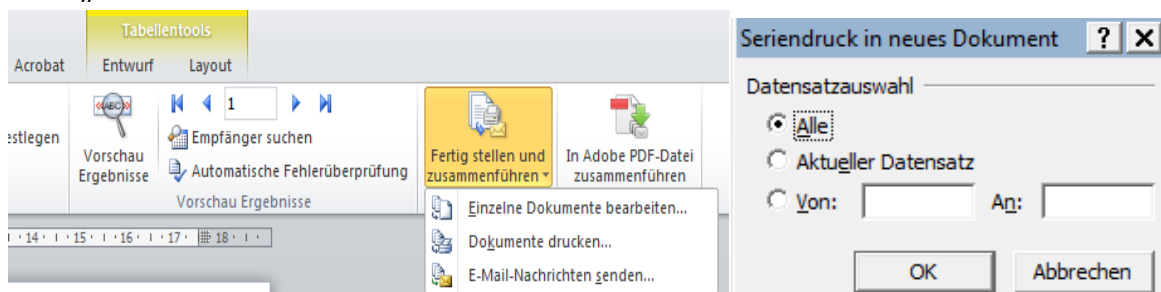 Tabellentools
Acrobat Entwurf Layout
estlegen
«ABC»
Vorschau
Ergebnisse
1
Empfänger suchen
Automatische Fehlerüberprüfung
Vorschau Ergebnisse
Fertig stellen und
zusammenführen
In Adobe PDF-Datei
zusammenführen
Einzelne Dokumente bearbeiten...
Dokumente drucken...
E-Mail-Nachrichten senden...
14 15 16 17 18
Seriendruck in neues Dokument ? X
Datensatzauswahl
Alle
Aktueller Datensatz
Von: An:
OK Abbrechen